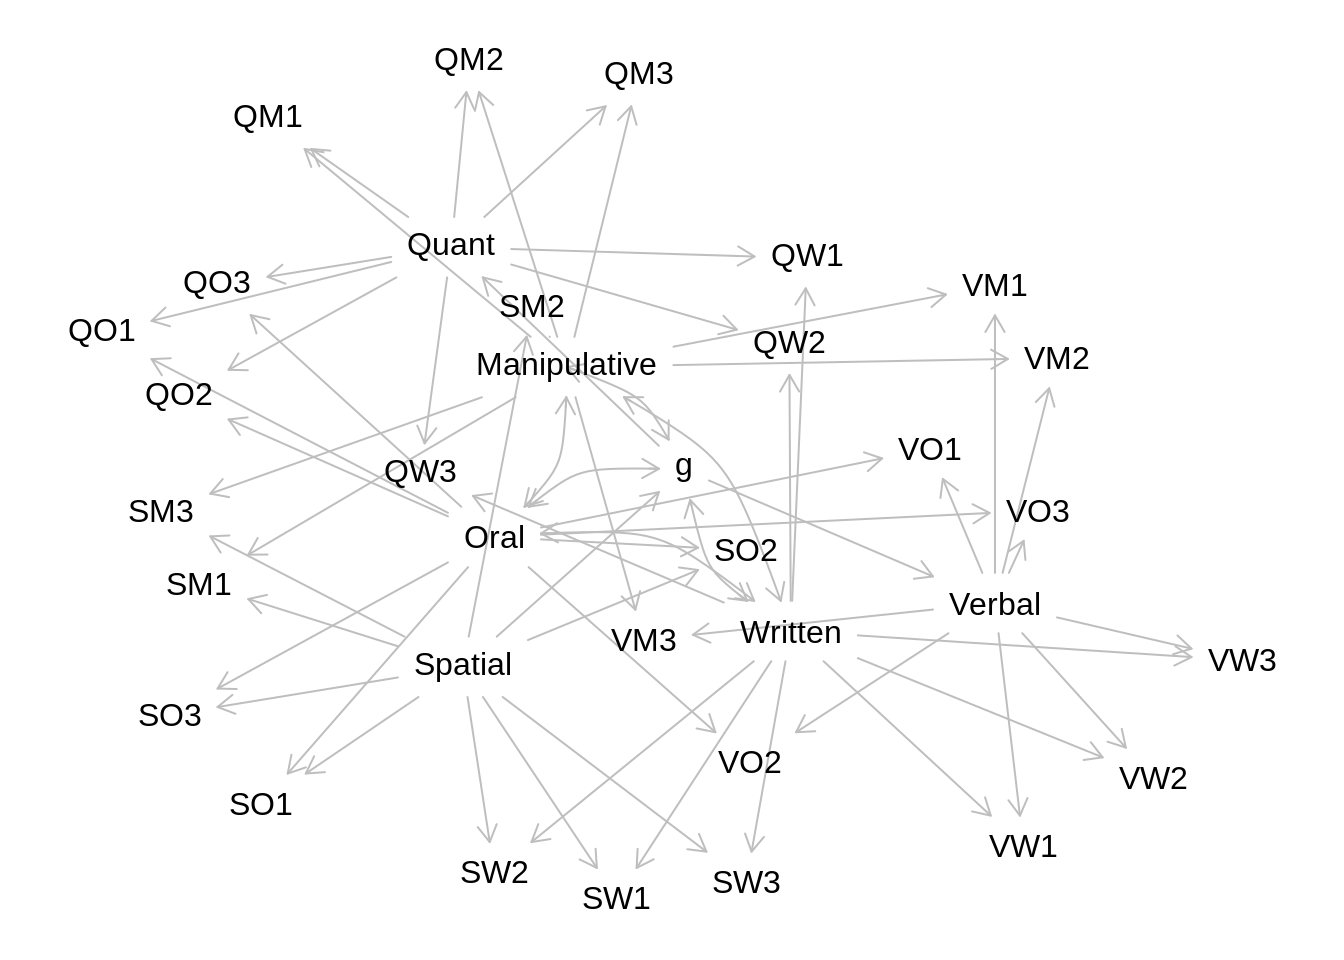 QM2
QM3
QM1
Quant
QW1
QO3
VM1
SM2
QO1
QW2
VM2
Manipulative
QO2
VO1
g
QW3
SM3
VO3
Oral
SO2
SM1
Verbal
Written
VM3
VW3
Spatial
SO3
VO2
VW2
SO1
VW1
SW2
SW3
SW1